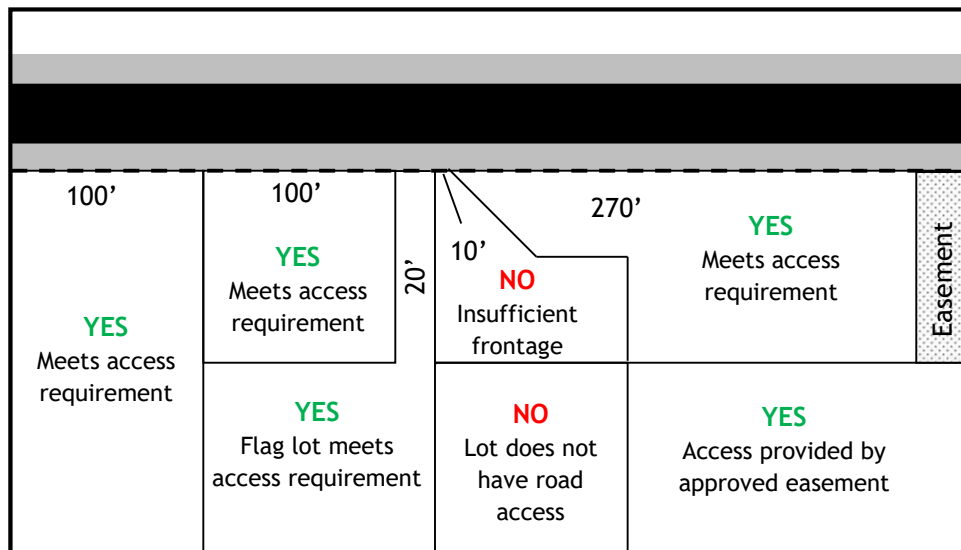 100’
100’
270’
10’
20’
YES
Meets access
requirement
YES
Meets access
requirement
YES
Flag lot meets
access requirement
NO
Insufficient
frontage
NO
Lot does not
have road
access
YES
Meets access
requirement
Easement
YES
Access provided by
approved easement